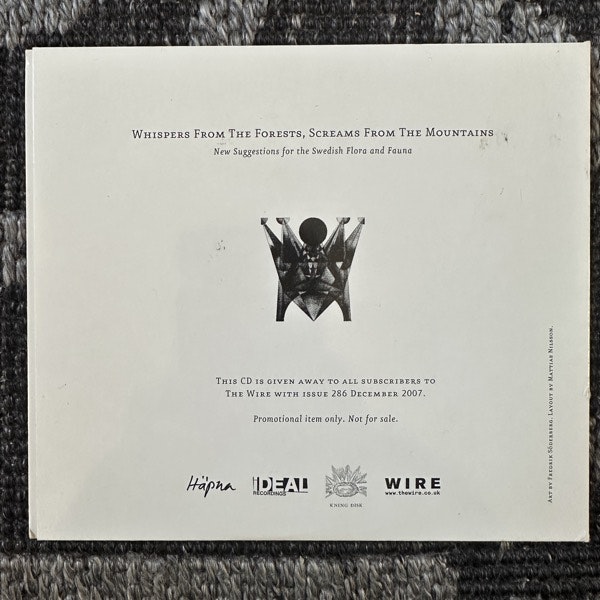 Whispers From The Forests, Screams From The Mountains
New Suggestions for the Swedish Flora and Fauna
This CD is given away to all subscribers to
The Wire with issue 286 December 2007.
Promotional item only. Not for sale.
Häpna
iDEAL
RECORDINGS
KNING DISK
WIRE
www.thewire.co.uk
Art by Fredrik Söderberg. Layout by Mattias Nilsson.